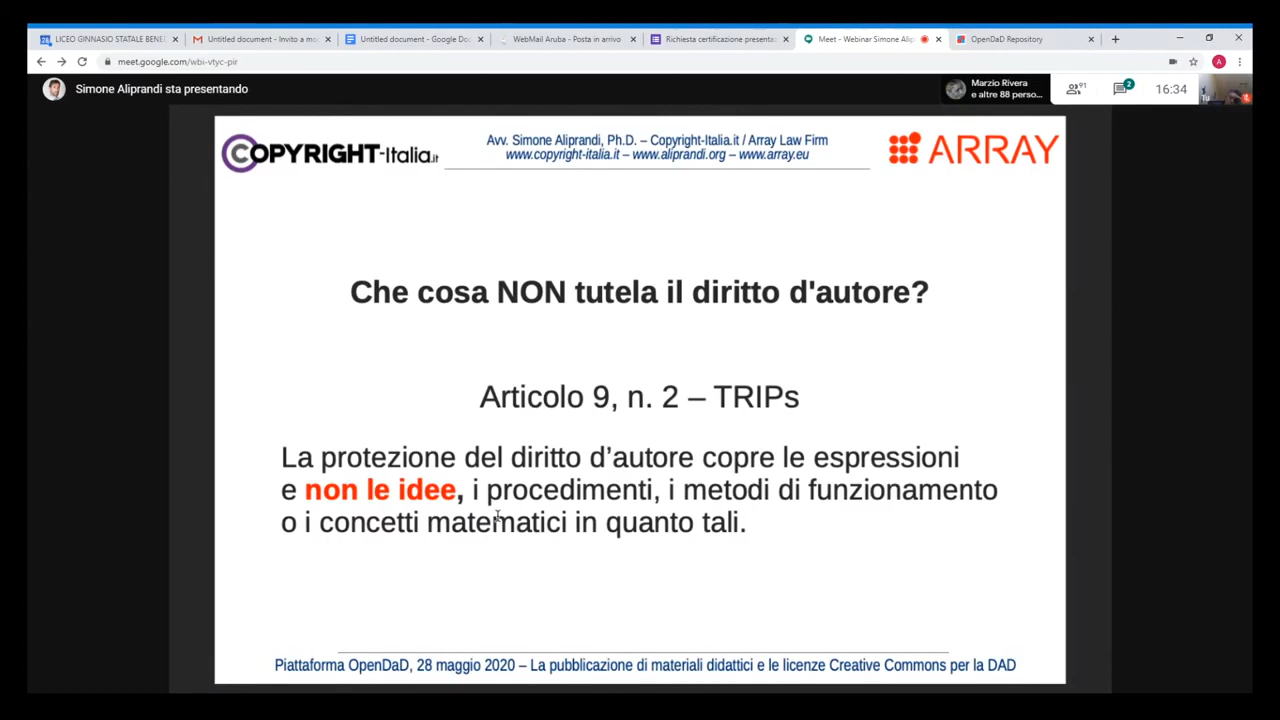 LICEO GINNASIO STATALE BENE
Untitled document - Invito a mo
Untitled document - Google Doc
WebMail Aruba - Posta in arrivo
Richiesta certificazione presenta
Meet - Webinar Simone Alip
OpenDaD Repository
meet.google.com/wbi-vtyc-pir
A
Simone Aliprandi sta presentando
Marzio Rivera
e altre 88 perso...
91
2
16:34
Tu
COPYRIGHT-Italia.it
Avv. Simone Aliprandi, Ph.D. – Copyright-Italia.it / Array Law Firm
www.copyright-italia.it – www.aliprandi.org – www.array.eu
ARRAY
Che cosa NON tutela il diritto d'autore?
Articolo 9, n. 2 – TRIPs
La protezione del diritto d’autore copre le espressioni
e non le idee, i procedimenti, i metodi di funzionamento
o i concetti matematici in quanto tali.
Piattaforma OpenDaD, 28 maggio 2020 – La pubblicazione di materiali didattici e le licenze Creative Commons per la DAD